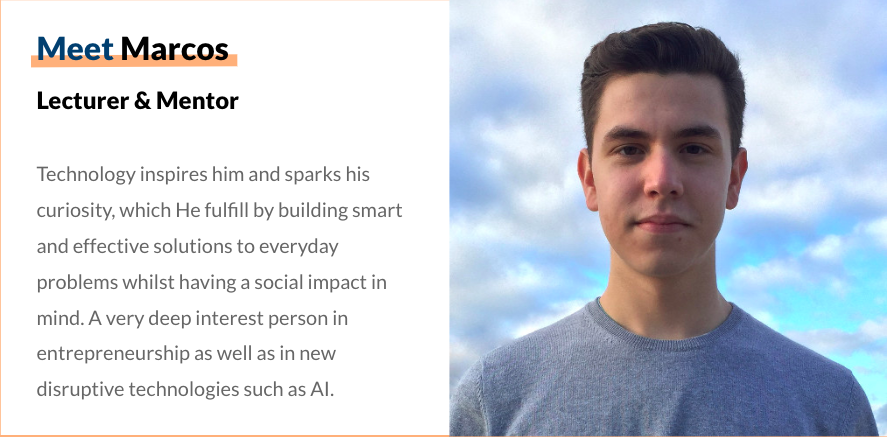 Meet Marcos
Lecturer & Mentor
Technology inspires him and sparks his
curiosity, which He fulfill by building smart
and effective solutions to everyday
problems whilst having a social impact in
mind. A very deep interest person in
entrepreneurship as well as in new
disruptive technologies such as AI.